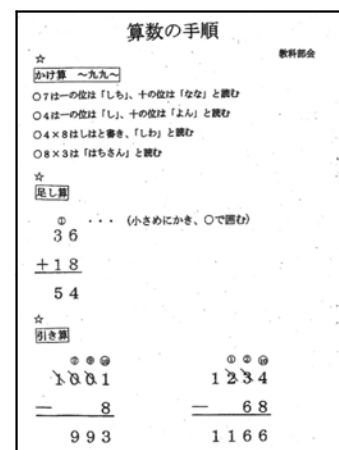 算数の手順
教科部会
☆
かけ算 ～九九～
○7は一の位は「しち」、十の位は「なな」と読む
○4は一の位は「し」、十の位は「よん」と読む
○4×8はしはと書き、「しわ」と読む
○8×3は「はちさん」と読む
☆
足し算
① ・・・ (小さめにかき、○で囲む)
36
+18
54
☆
引き算
⑨ ⑩ ① ② ⑩
1001 1234
－ 8 － 68
993 1166